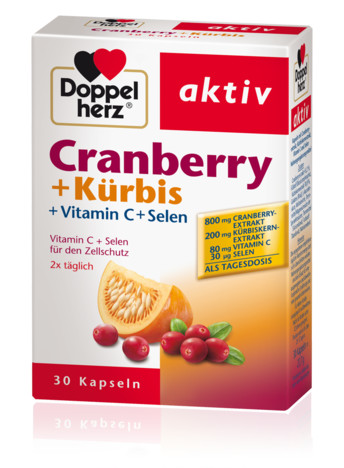 Doppel
herz®
aktiv
Cranberry
+Kürbis
+Vitamin C+Selen
Vitamin C + Selen
für den Zellschutz
2x täglich
800 mg CRANBERRY-
EXTRAKT
200 mg KÜRBISKERN-
EXTRAKT
80 mg VITAMIN C
30 µg SELEN
ALS TAGESDOSIS
30 Kapseln
aktiv